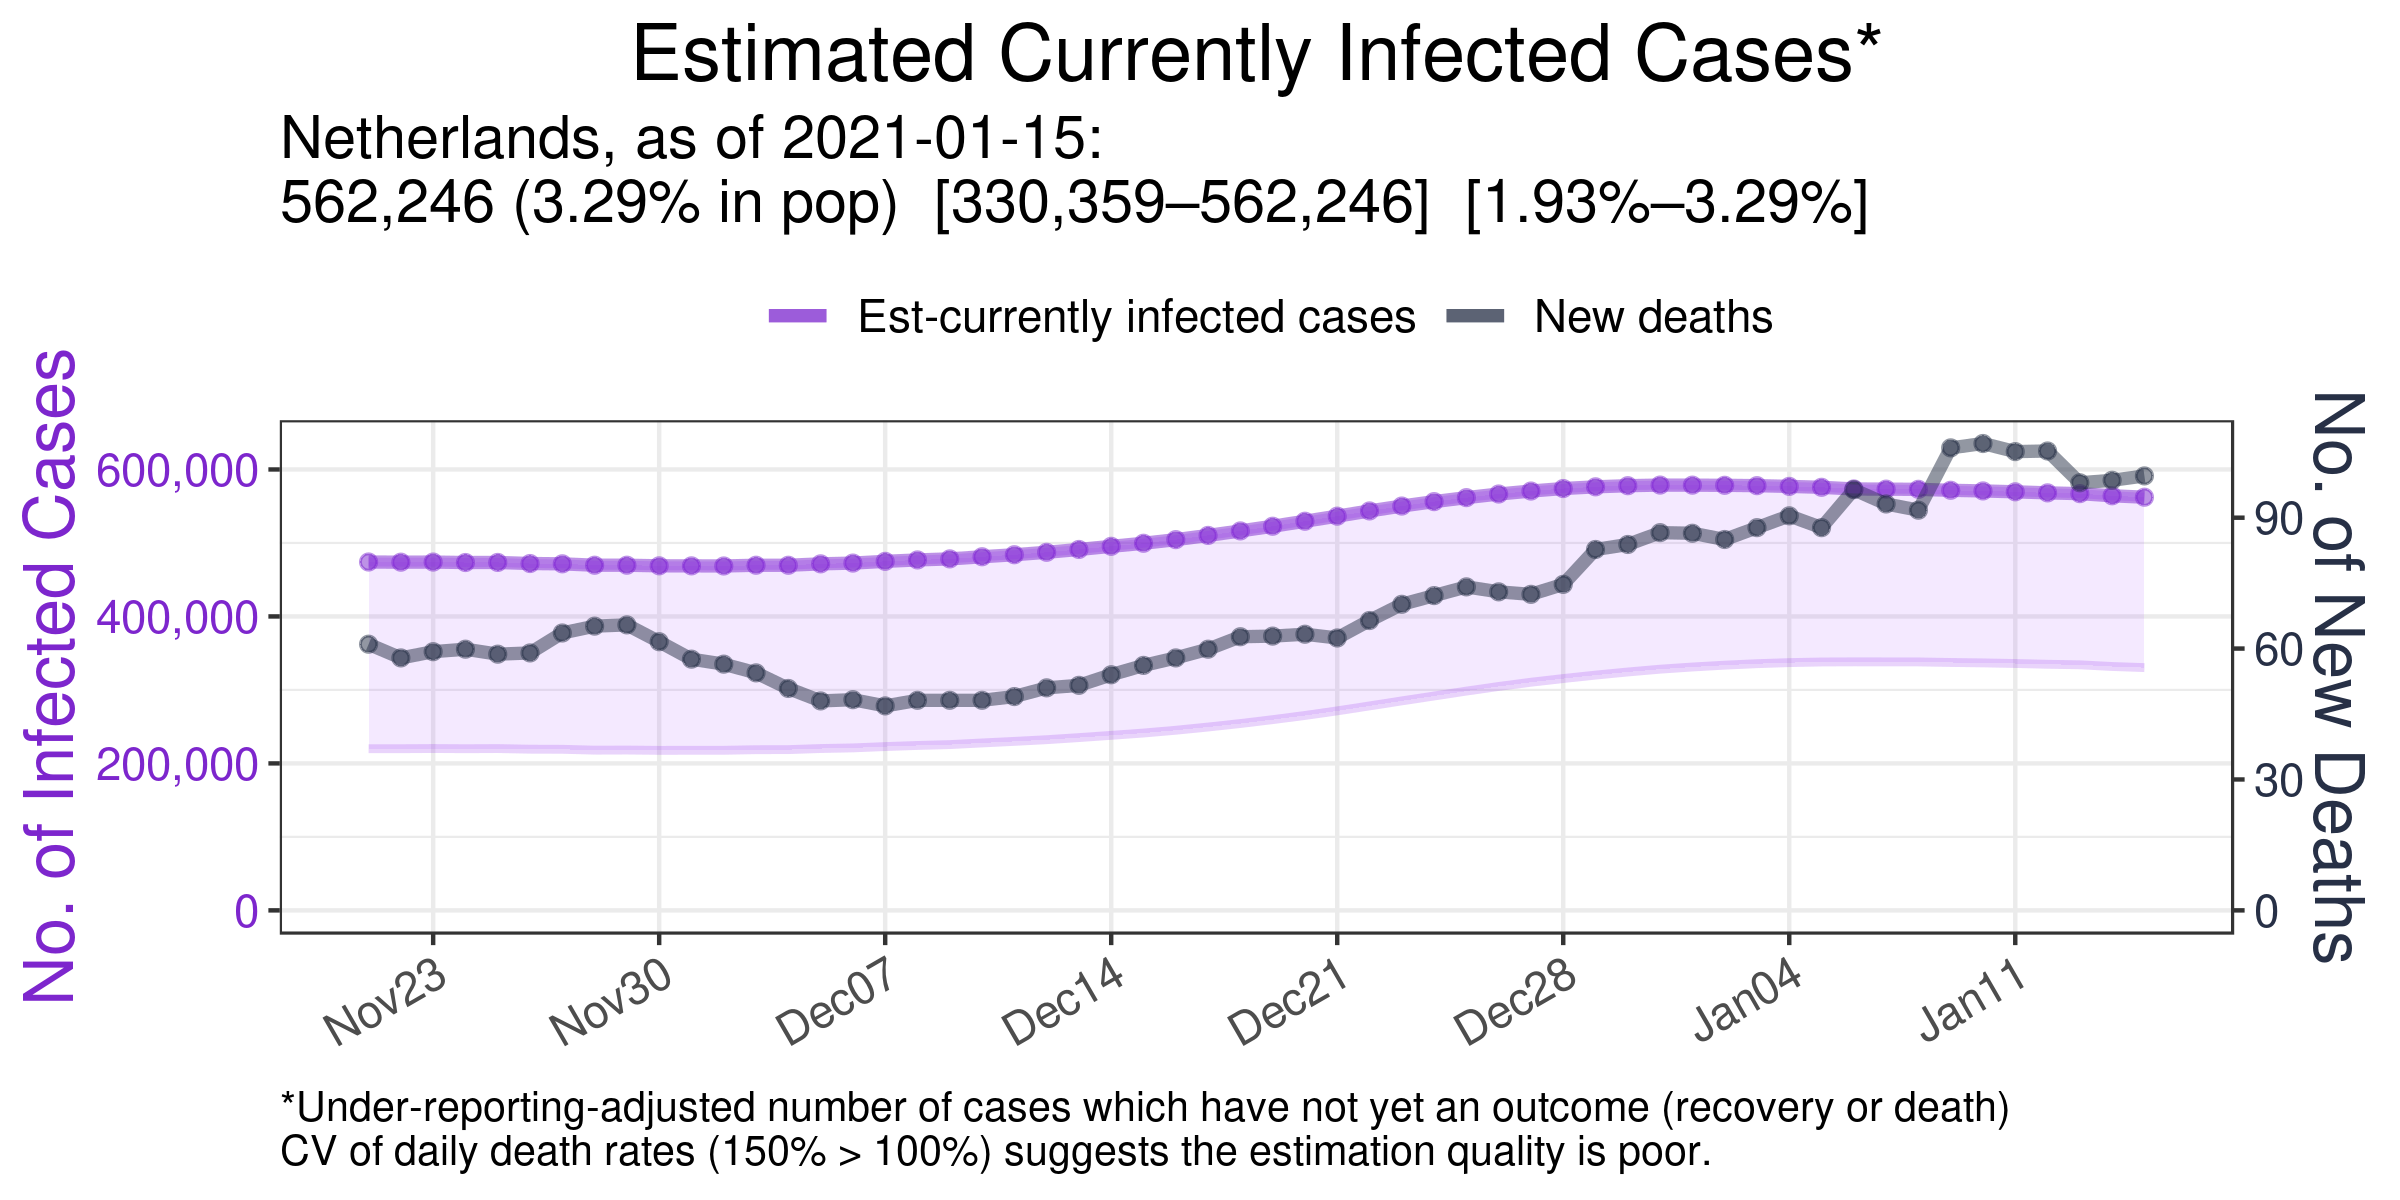 Estimated Currently Infected Cases*
Netherlands, as of 2021-01-15:
562,246 (3.29% in pop)  [330,359–562,246]  [1.93%–3.29%]
Est-currently infected cases
New deaths
No. of Infected Cases
600,000
400,000
200,000
0
90
60
30
0
No. of New Deaths
Nov23
Nov30
Dec07
Dec14
Dec21
Dec28
Jan04
Jan11
*Under-reporting-adjusted number of cases which have not yet an outcome (recovery or death)
CV of daily death rates (150% > 100%) suggests the estimation quality is poor.